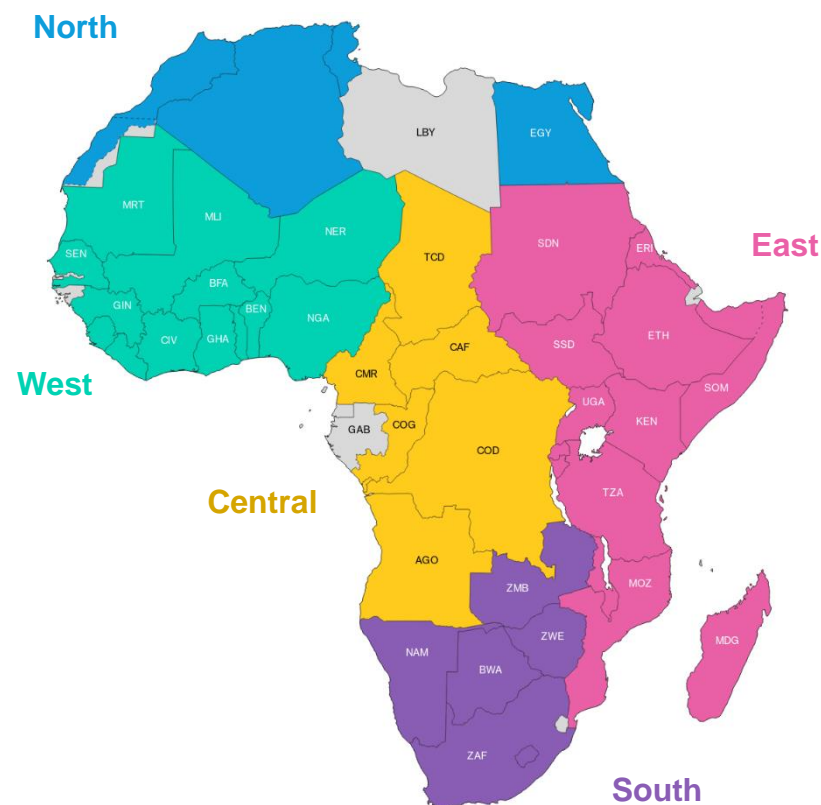 North
LBY
EGY
MRT
MLI
NER
SDN
ERI
East
SEN
TCD
BFA
GIN
BEN
NGA
ETH
CIV
GHA
CAF
SSD
West
CMR
SOM
UGA
KEN
GAB
COG
COD
TZA
Central
AGO
ZMB
MOZ
ZWE
MDG
NAM
BWA
ZAF
South